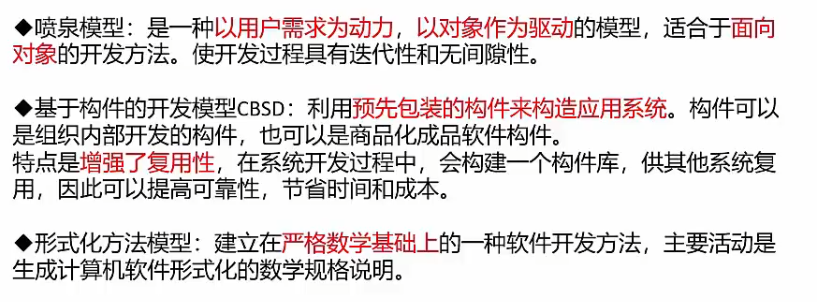 ◆喷泉模型：是一种以用户需求为动力，以对象作为驱动的模型，适合于面向
对象的开发方法。使开发过程具有迭代性和无间隙性。
◆基于构件的开发模型CBSD：利用预先包装的构件来构造应用系统。构件可以
是组织内部开发的构件，也可以是商品化成品软件构件。
特点是增强了复用性，在系统开发过程中，会构建一个构件库，供其他系统复
用，因此可以提高可靠性，节省时间和成本。
◆形式化方法模型：建立在严格数学基础上的一种软件开发方法，主要活动是
生成计算机软件形式化的数学规格说明。